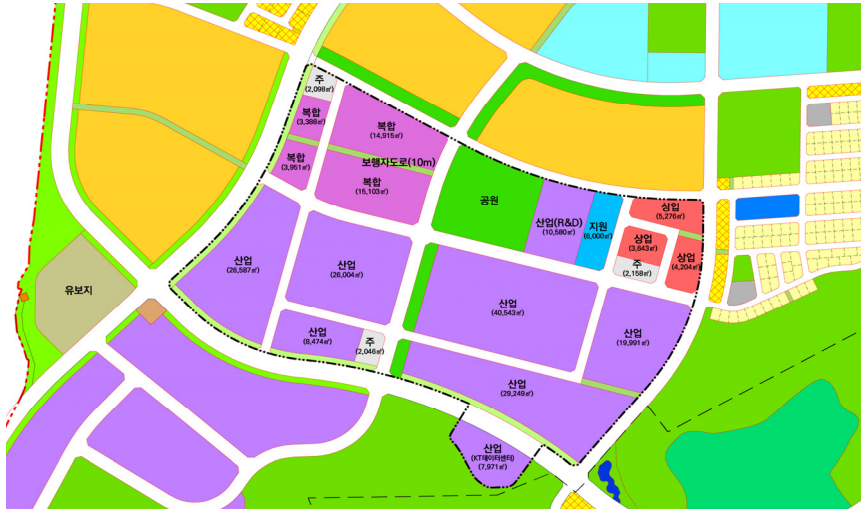 주
(2,098㎡)
복합
(3,388㎡)
복합
(14,915㎡)
복합
(3,951㎡)
보행자도로(10m)
복합
(15,103㎡)
공원
산업(R&D)
(10,580㎡)
지원
(6,000㎡)
상업
(5,276㎡)
상업
(3,643㎡)
주
(2,158㎡)
상업
(4,204㎡)
산업
(26,587㎡)
산업
(26,004㎡)
유보지
산업
(40,543㎡)
산업
(8,474㎡)
주
(2,046㎡)
산업
(19,991㎡)
산업
(29,249㎡)
산업
(KT데이터센터)
(7,971㎡)